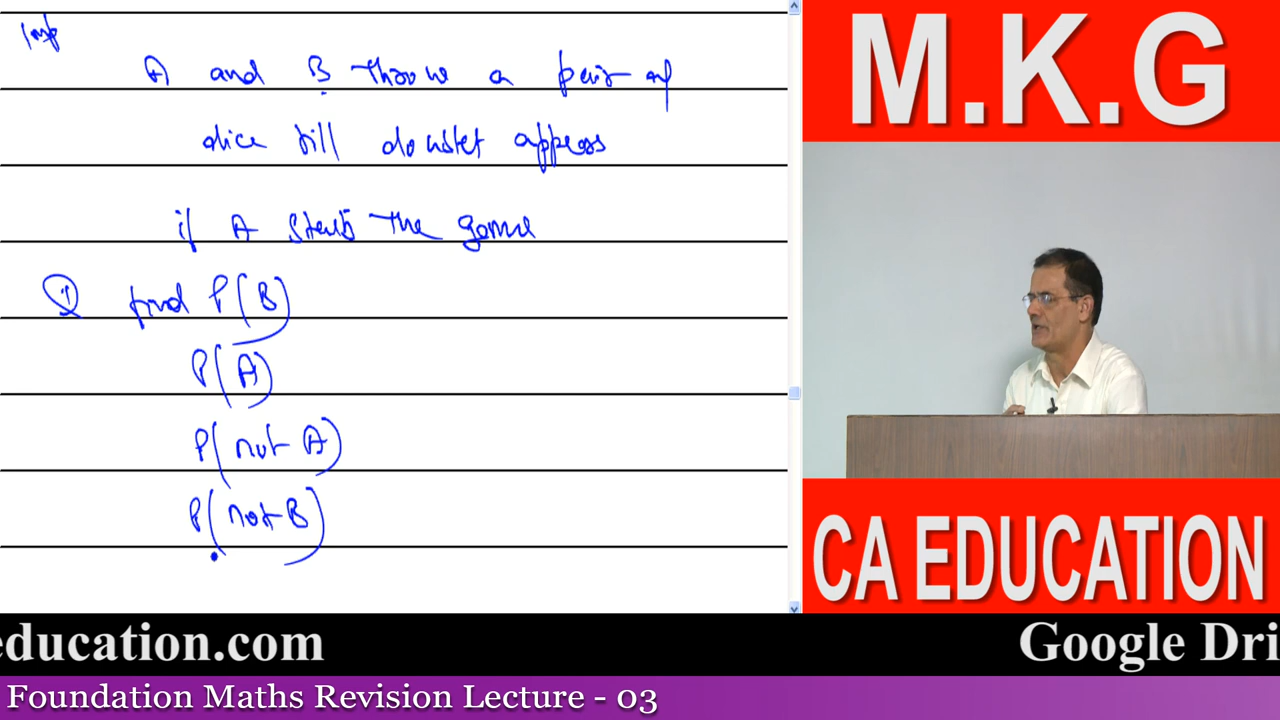 Imp
A and B throw a pair of
dice till doublet appears
if A starts the game
Q find P(B)
P(A)
P(not A)
P(not B)
M.K.G
CA EDUCATION
education.com
Google Dri
Foundation Maths Revision Lecture - 03